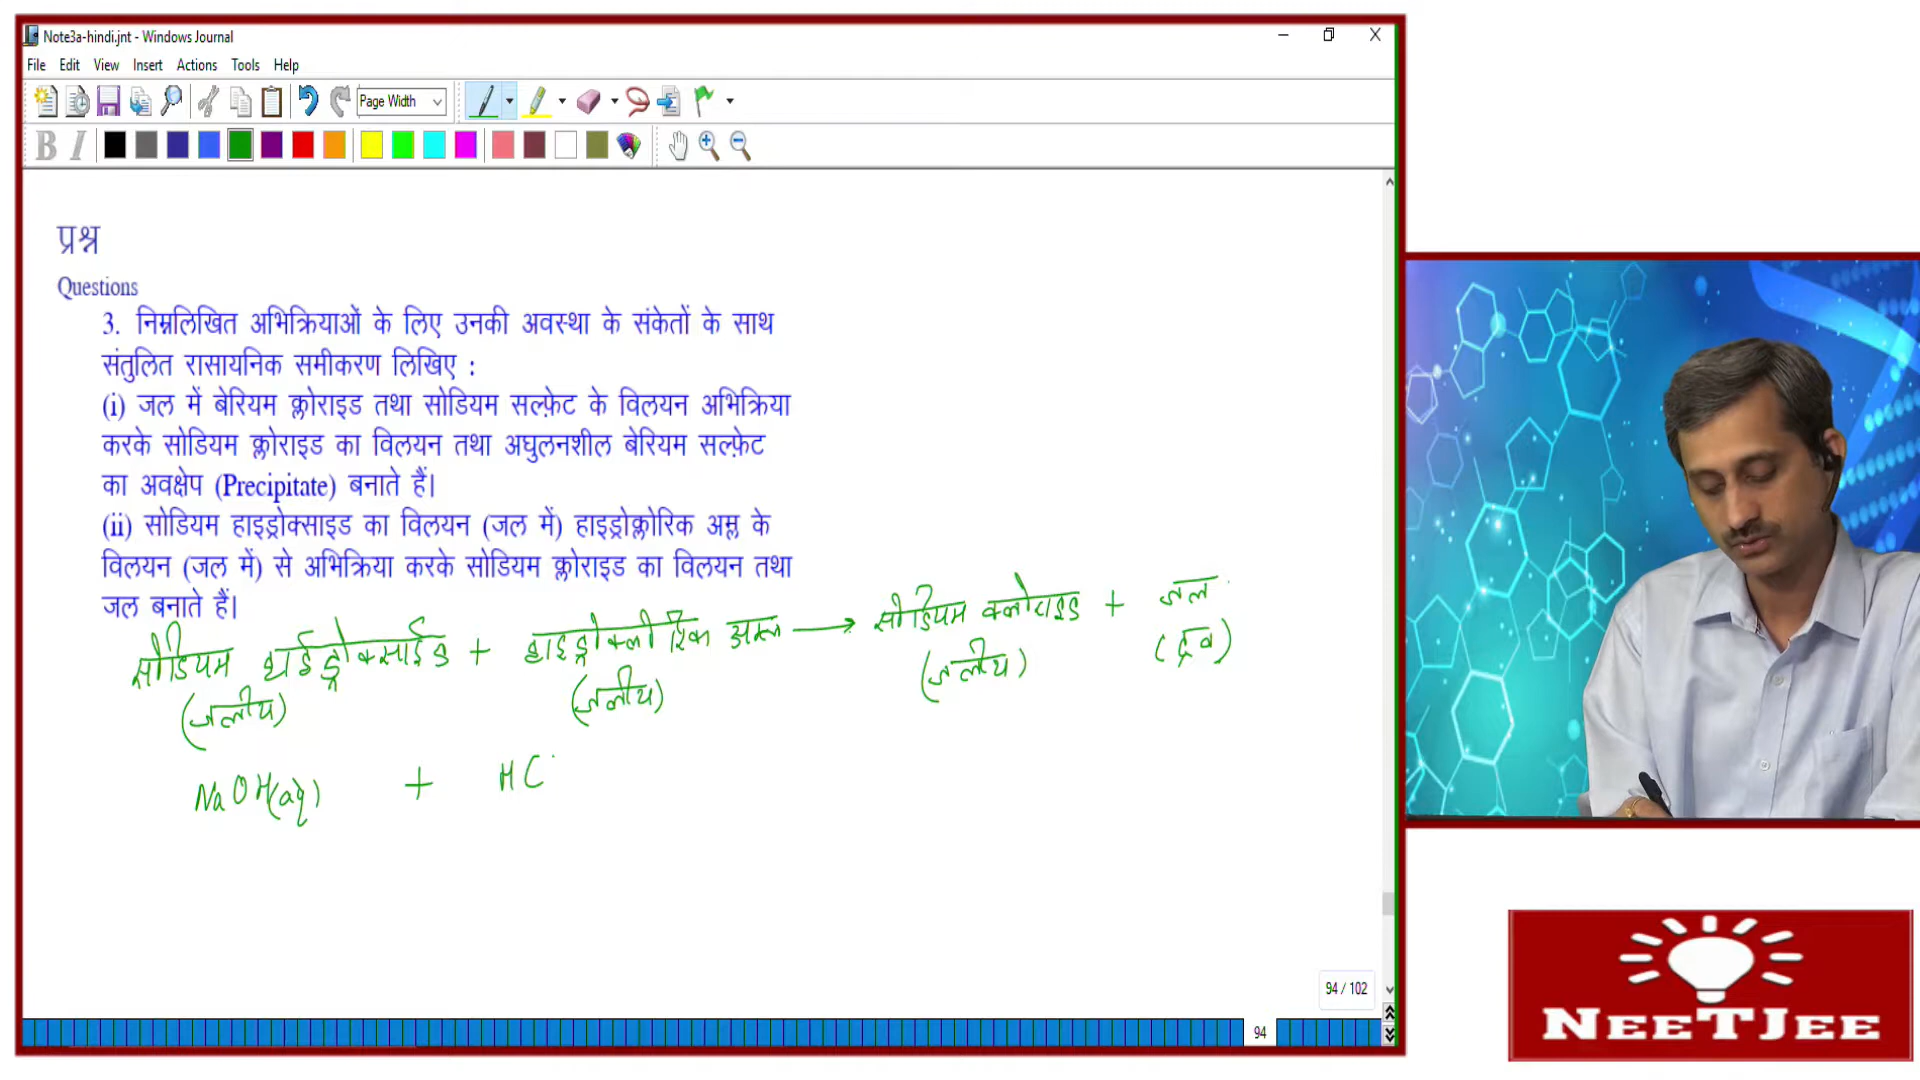 Note3a-hindi.jnt - Windows Journal
File Edit View Insert Actions Tools Help
Page Width
B I
प्रश्न
Questions
3. निम्नलिखित अभिक्रियाओं के लिए उनकी अवस्था के संकेतों के साथ
संतुलित रासायनिक समीकरण लिखिए :
(i) जल में बेरियम क्लोराइड तथा सोडियम सल्फ़ेट के विलयन अभिक्रिया
करके सोडियम क्लोराइड का विलयन तथा अघुलनशील बेरियम सल्फ़ेट
का अवक्षेप (Precipitate) बनाते हैं।
(ii) सोडियम हाइड्रोक्साइड का विलयन (जल में) हाइड्रोक्लोरिक अम्ल के
विलयन (जल में) से अभिक्रिया करके सोडियम क्लोराइड का विलयन तथा
जल बनाते हैं।
सोडियम हाईड्रोक्साईड + हाइड्रोक्लोरिक अम्ल → सोडियम क्लोराइड + जल
(जलीय) (जलीय) (जलीय) (द्रव)
NaOH(aq) + HC
94 / 102
94
NEETJEE